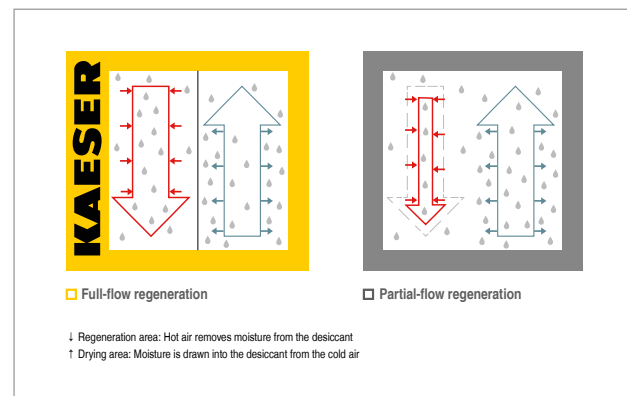 KAESER
Full-flow regeneration
Partial-flow regeneration
↓ Regeneration area: Hot air removes moisture from the desiccant
↑ Drying area: Moisture is drawn into the desiccant from the cold air